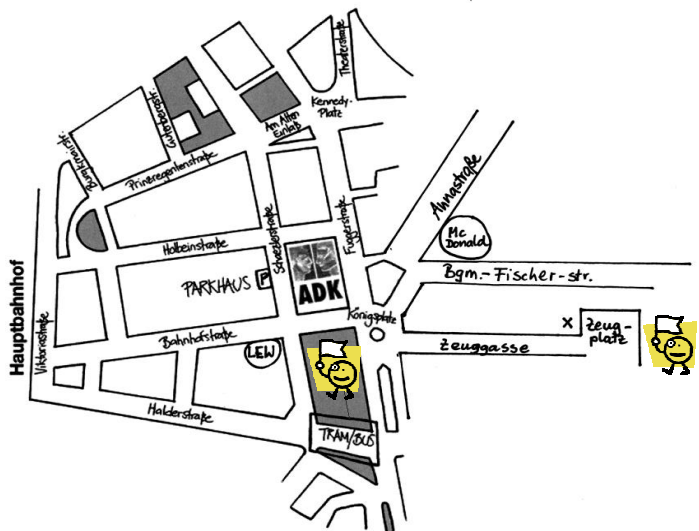 Theaterstraße
Kennedy-
Platz
Gutenbergstr.
Am Alten
Einlaß
Burgkmairstr.
Prinzregentenstraße
Annastraße
Schaezlerstraße
Fuggerstraße
Mc
Donald
Holbeinstraße
Hauptbahnhof
Bgm.-Fischer-str.
PARKHAUS P
ADK
Königsplatz
Viktoriastraße
Bahnhofstraße
x Zeug-
platz
Zeuggasse
LEW
Halderstraße
TRAM/BUS